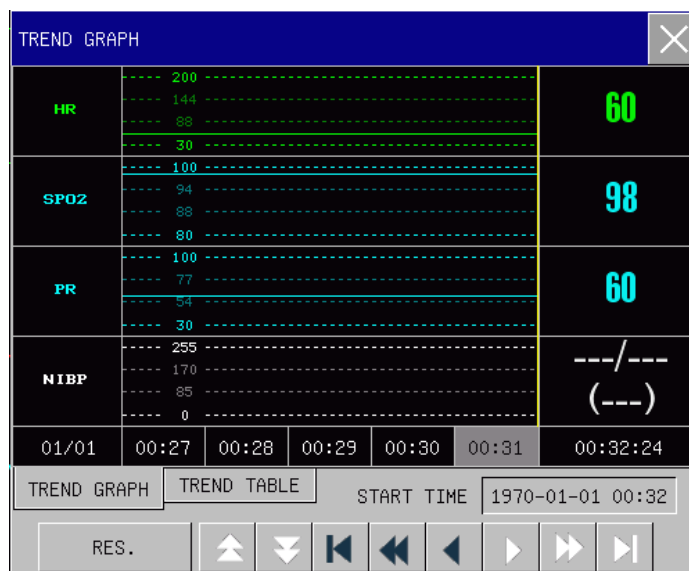 TREND GRAPH
HR
200
144
88
30
60
SPO2
100
94
88
80
98
PR
100
77
54
30
60
NIBP
255
170
85
0
---/---
(---)
01/01 00:27 00:28 00:29 00:30 00:31 00:32:24
TREND GRAPH TREND TABLE START TIME 1970-01-01 00:32
RES.